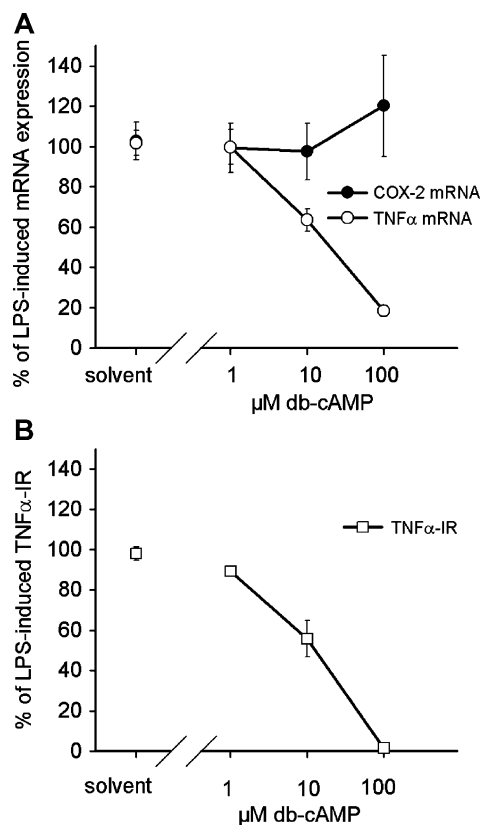 A
% of LPS-induced mRNA expression
140
120
100
80
60
40
20
0
COX-2 mRNA
TNFα mRNA
solvent
1
10
100
µM db-cAMP
B
% of LPS-induced TNFα-IR
140
120
100
80
60
40
20
0
TNFα-IR
solvent
1
10
100
µM db-cAMP